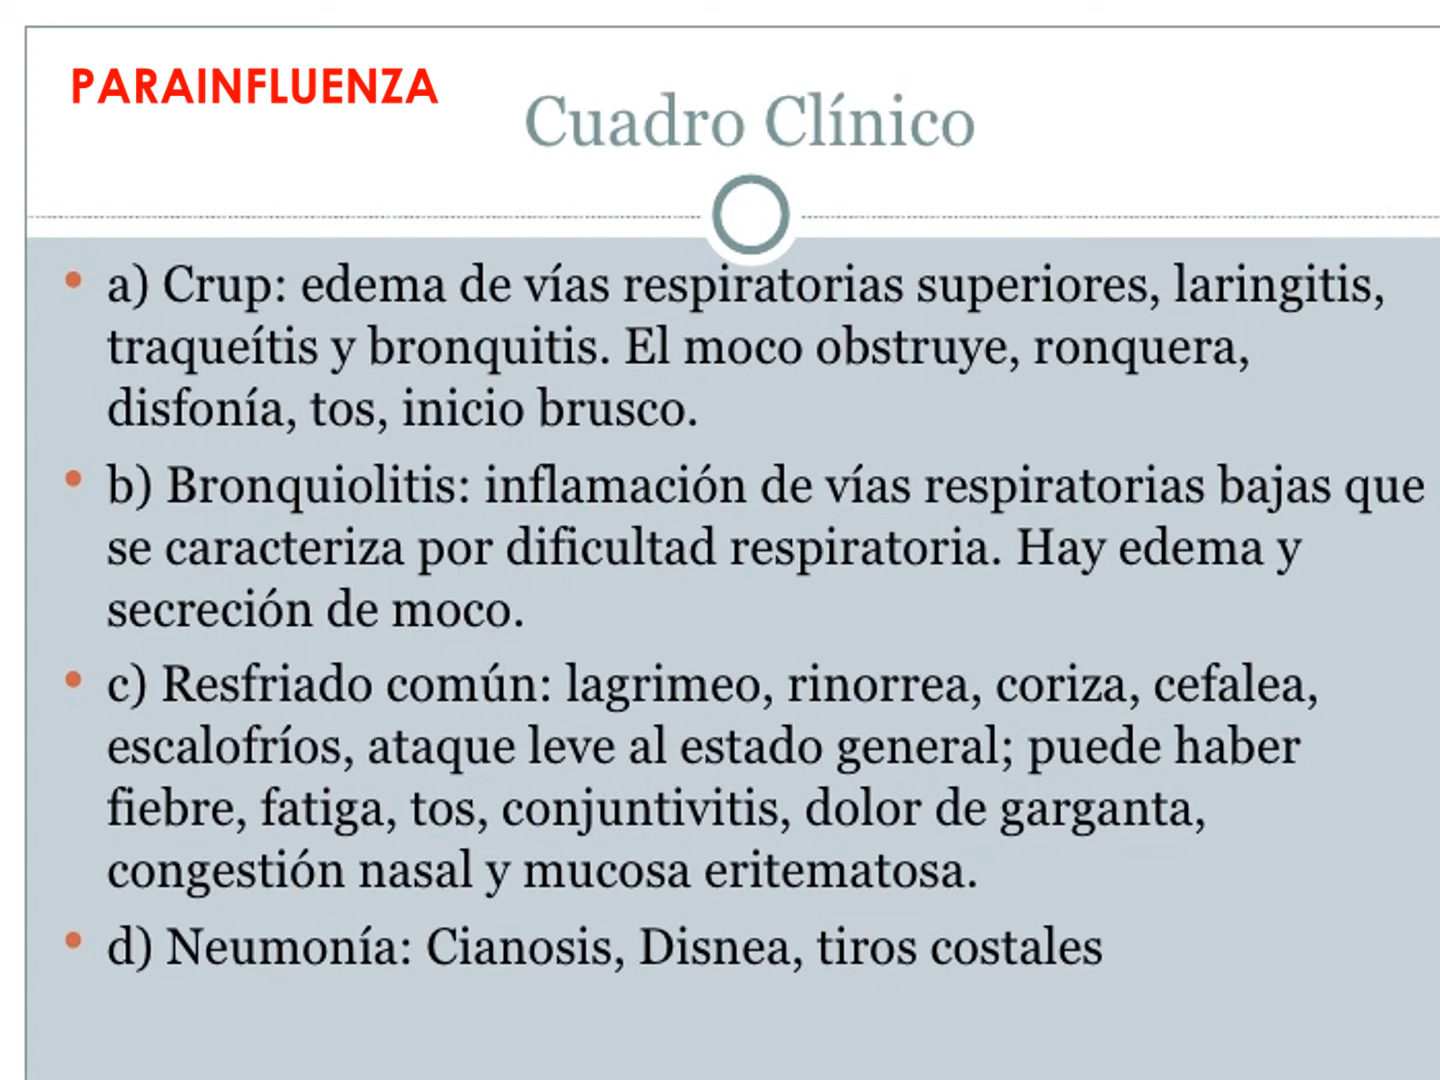 PARAINFLUENZA
Cuadro Clínico
• a) Crup: edema de vías respiratorias superiores, laringitis,
traqueítis y bronquitis. El moco obstruye, ronquera,
disfonía, tos, inicio brusco.
• b) Bronquiolitis: inflamación de vías respiratorias bajas que
se caracteriza por dificultad respiratoria. Hay edema y
secreción de moco.
• c) Resfriado común: lagrimeo, rinorrea, coriza, cefalea,
escalofríos, ataque leve al estado general; puede haber
fiebre, fatiga, tos, conjuntivitis, dolor de garganta,
congestión nasal y mucosa eritematosa.
• d) Neumonía: Cianosis, Disnea, tiros costales